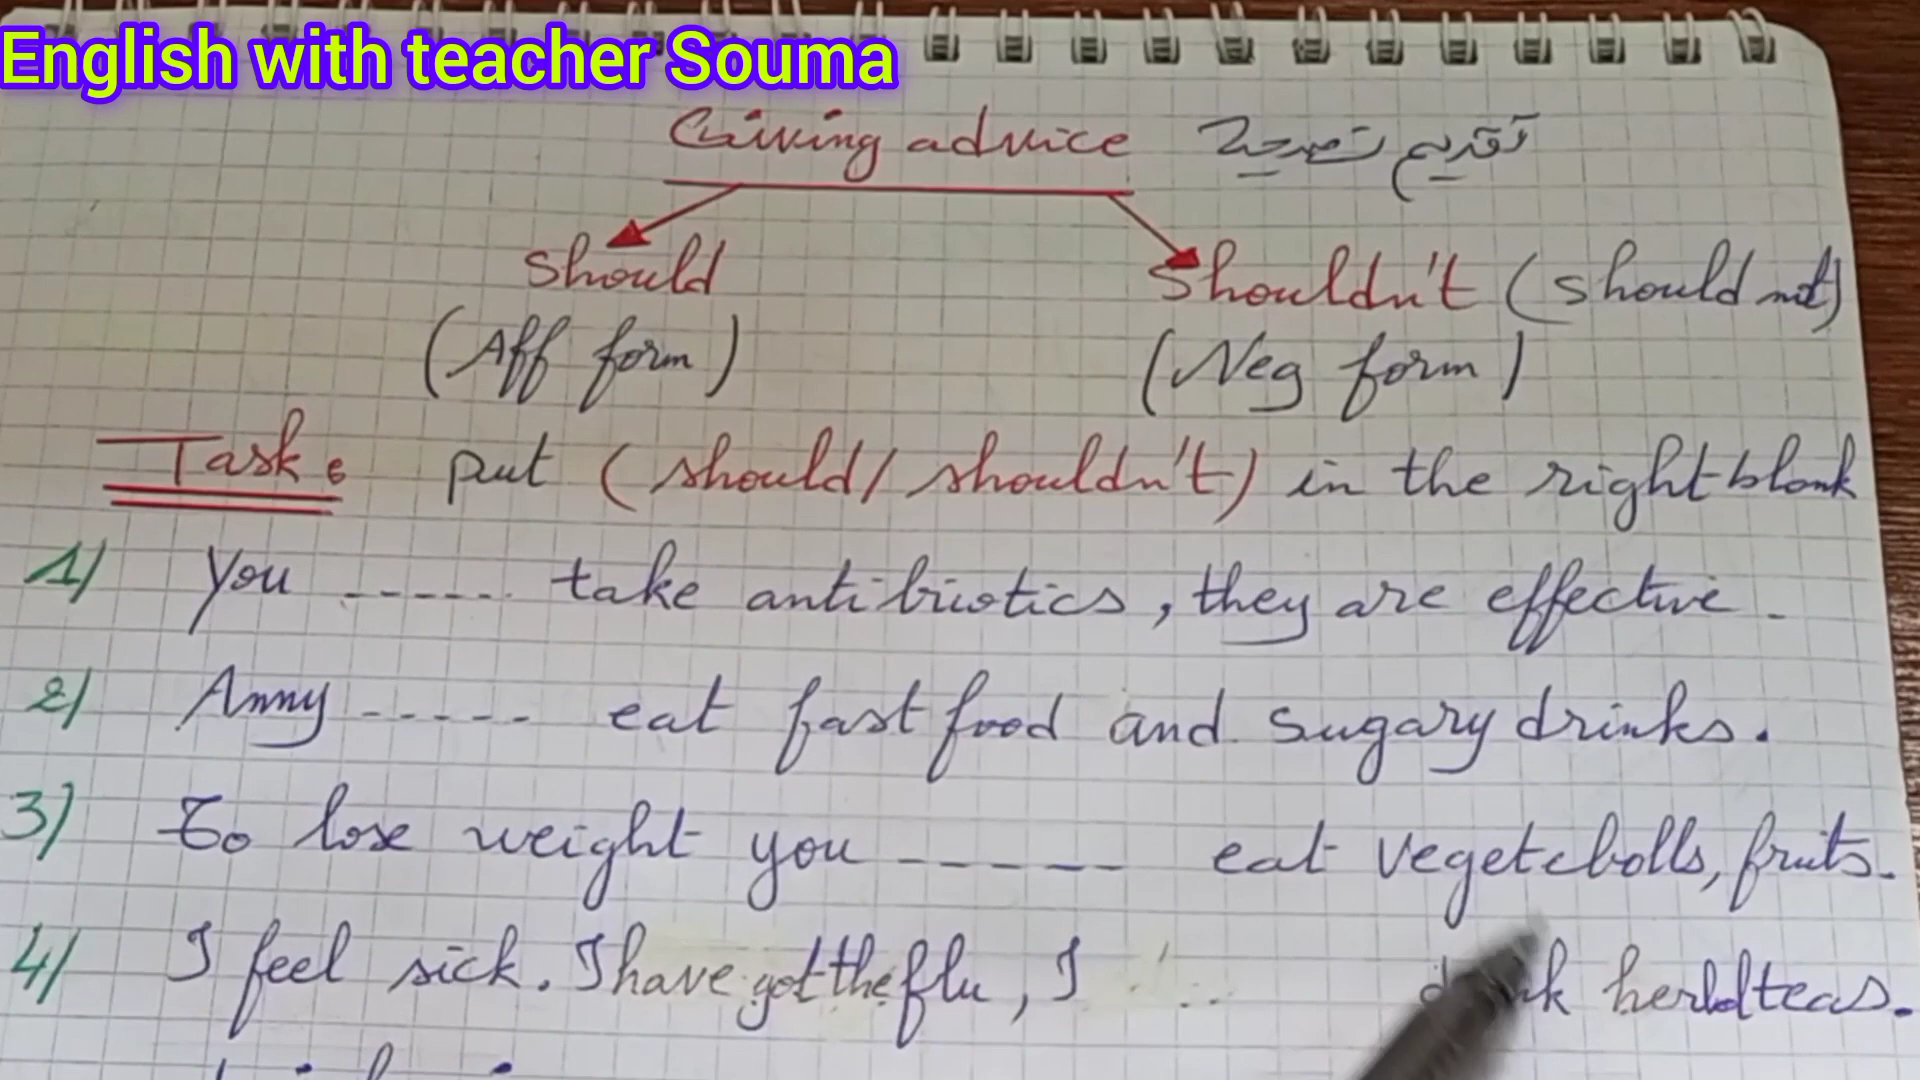 English with teacher Souma
Giving advice تقديم نصيحة
Should Shouldn't (should not)
(Aff form) (Neg form)
Task: put (should/shouldn't) in the right blank
1) You ------ take antibiotics, they are effective.
2) Anny ----- eat fast food and sugary drinks.
3) To lose weight you ----- eat vegetebolls, fruits.
4) I feel sick. I have got the flu, I herbal teas.